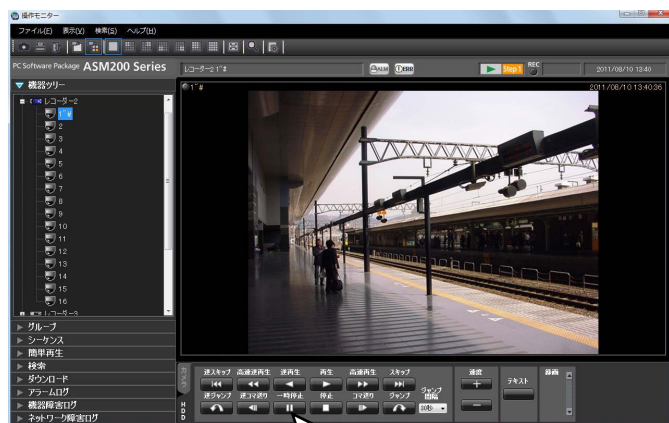 操作モニター
ファイル(E) 表示(V) 検索(S) ヘルプ(H)
PC Software Package ASM200 Series
レコーダー2 1"#
ALM
ERR
Step1
REC
2011/08/10 13:40
機器ツリー
レコーダー2
1"#
2
3
4
5
6
7
8
9
10
11
12
13
14
15
16
レコーダー3
1"#
2011/08/10 13:40:36
グループ
シーケンス
簡単再生
検索
ダウンロード
アラームログ
機器障害ログ
ネットワーク障害ログ
HDD
逆スキップ 高速逆再生 逆再生 再生 高速再生 スキップ
逆ジャンプ 逆コマ送り 一時停止 停止 コマ送り 次ジャンプ
ジャンプ間隔
30秒
速度
テキスト
録画